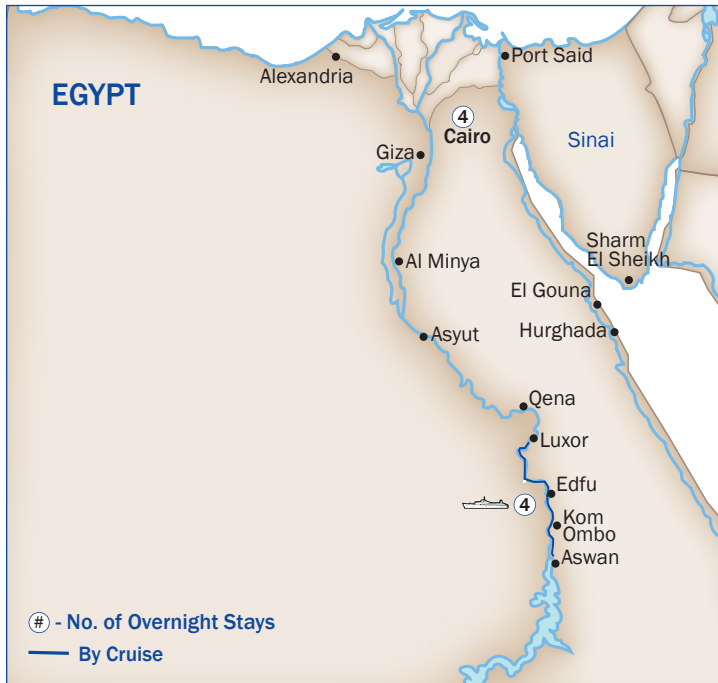 Alexandria
Port Said
EGYPT
4
Cairo
Sinai
Giza
Sharm
El Sheikh
Al Minya
El Gouna
Asyut
Hurghada
Qena
Luxor
Edfu
4
Kom
Ombo
Aswan
# - No. of Overnight Stays
By Cruise